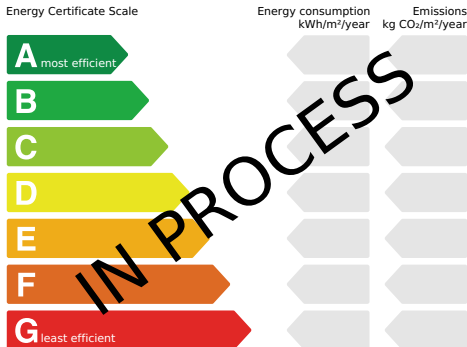 Energy Certificate Scale
Energy consumption
kWh/m²/year
Emissions
kg CO₂/m²/year
A most efficient
B
C
D
E
F
G least efficient
IN PROCESS